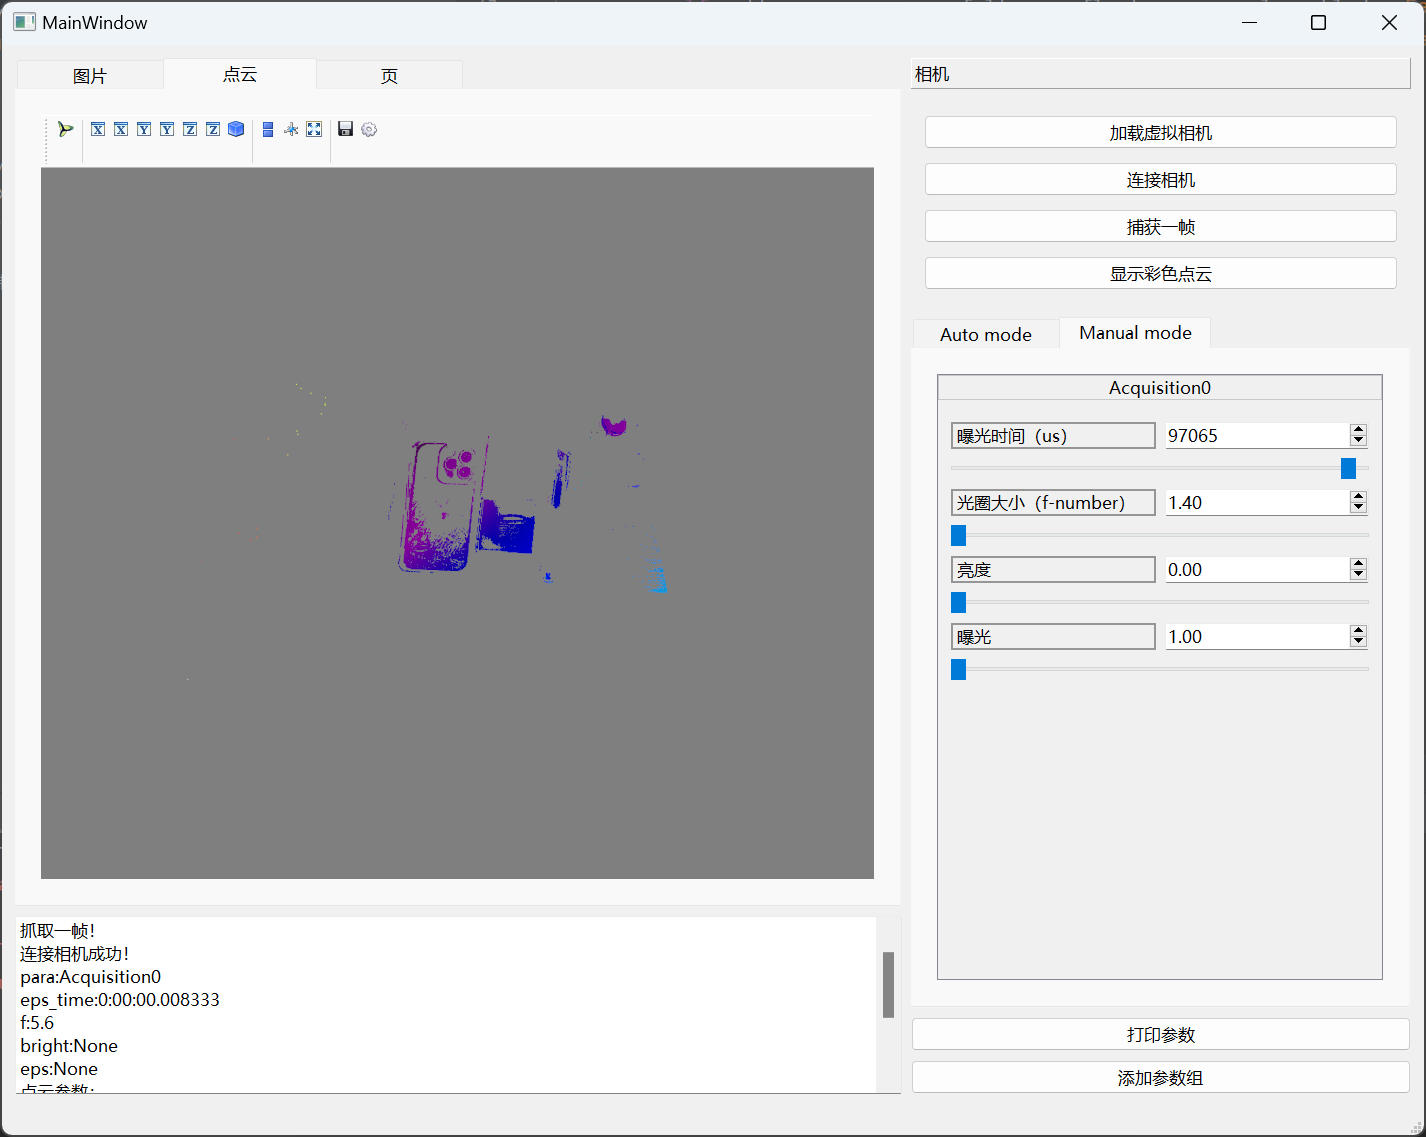 MainWindow
图片
点云
页
X X Y Y Z Z
抓取一帧!
连接相机成功!
para:Acquisition0
eps_time:0:00:00.008333
f:5.6
bright:None
eps:None
点云参数:
相机
加载虚拟相机
连接相机
捕获一帧
显示彩色点云
Auto mode
Manual mode
Acquisition0
曝光时间（us） 97065
光圈大小（f-number） 1.40
亮度 0.00
曝光 1.00
打印参数
添加参数组